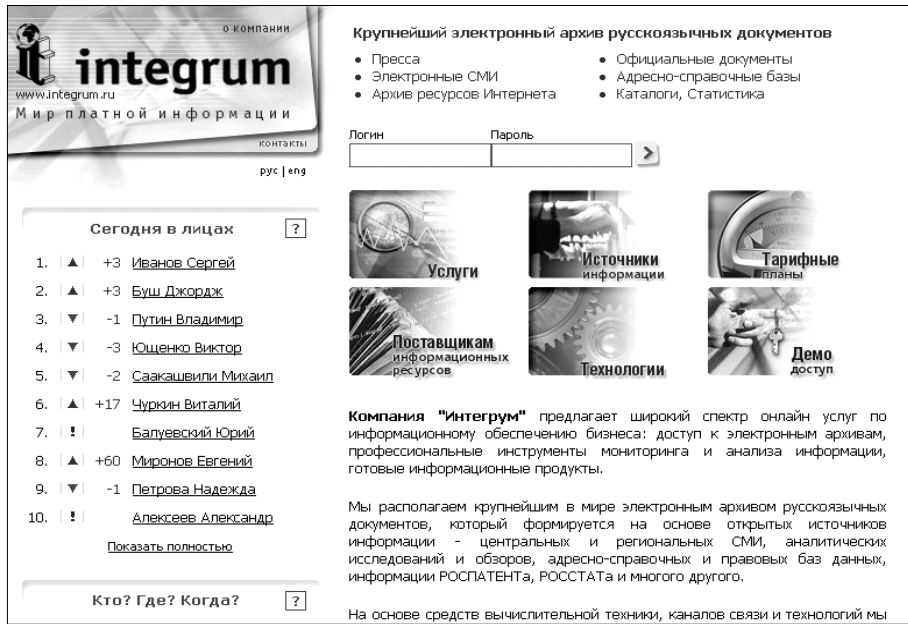 о компании
integrum
www.integrum.ru
Мир платной информации
контакты
рус | eng
Сегодня в лицах ?
1. ▲ +3 Иванов Сергей
2. ▲ +3 Буш Джордж
3. ▼ -1 Путин Владимир
4. ▼ -3 Ющенко Виктор
5. ▼ -2 Саакашвили Михаил
6. ▲ +17 Чуркин Виталий
7. ! Балуевский Юрий
8. ▲ +60 Миронов Евгений
9. ▼ -1 Петрова Надежда
10. ! Алексеев Александр
Показать полностью
Кто? Где? Когда? ?
Крупнейший электронный архив русскоязычных документов
• Пресса
• Электронные СМИ
• Архив ресурсов Интернета
• Официальные документы
• Адресно-справочные базы
• Каталоги, Статистика
Логин Пароль
Услуги
Источники
информации
Тарифные
планы
Поставщикам
информационных
ресурсов
Технологии
Демо
доступ
Компания "Интегрум" предлагает широкий спектр онлайн услуг по
информационному обеспечению бизнеса: доступ к электронным архивам,
профессиональные инструменты мониторинга и анализа информации,
готовые информационные продукты.
Мы располагаем крупнейшим в мире электронным архивом русскоязычных
документов, который формируется на основе открытых источников
информации - центральных и региональных СМИ, аналитических
исследований и обзоров, адресно-справочных и правовых баз данных,
информации РОСПАТЕНТа, РОССТАТа и многого другого.
На основе средств вычислительной техники, каналов связи и технологий мы